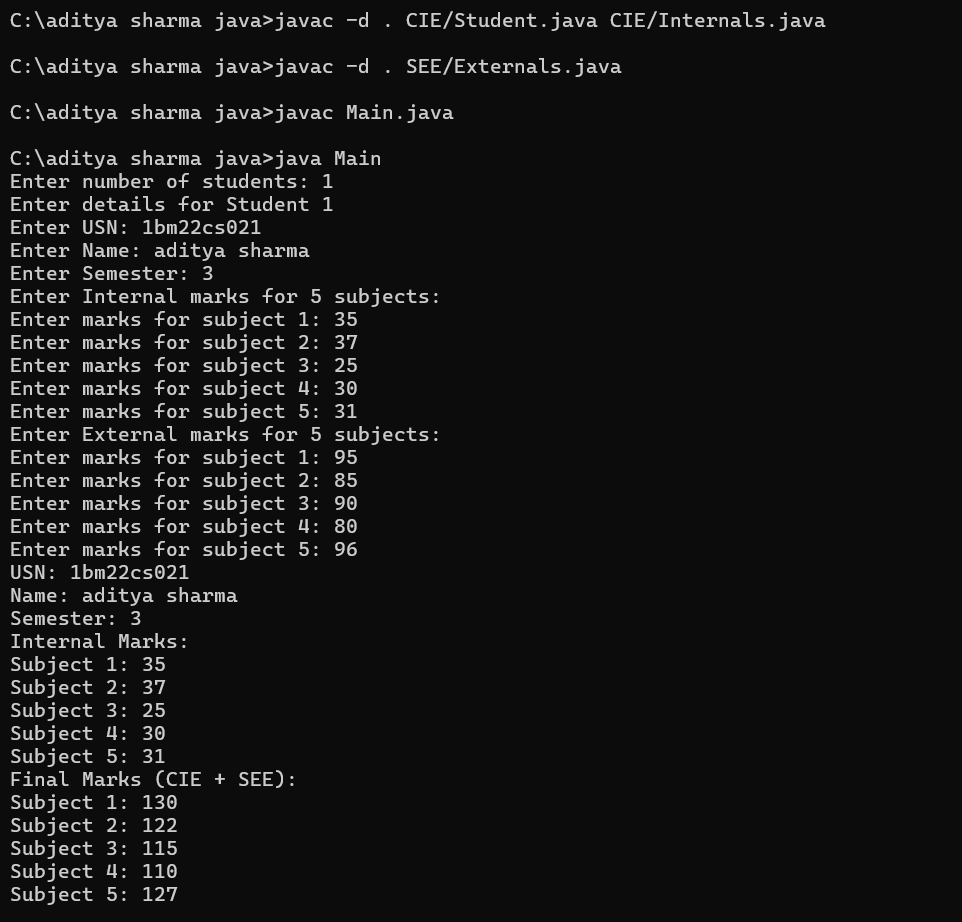 C:\aditya sharma java>javac -d . CIE/Student.java CIE/Internals.java
C:\aditya sharma java>javac -d . SEE/Externals.java
C:\aditya sharma java>javac Main.java
C:\aditya sharma java>java Main
Enter number of students: 1
Enter details for Student 1
Enter USN: 1bm22cs021
Enter Name: aditya sharma
Enter Semester: 3
Enter Internal marks for 5 subjects:
Enter marks for subject 1: 35
Enter marks for subject 2: 37
Enter marks for subject 3: 25
Enter marks for subject 4: 30
Enter marks for subject 5: 31
Enter External marks for 5 subjects:
Enter marks for subject 1: 95
Enter marks for subject 2: 85
Enter marks for subject 3: 90
Enter marks for subject 4: 80
Enter marks for subject 5: 96
USN: 1bm22cs021
Name: aditya sharma
Semester: 3
Internal Marks:
Subject 1: 35
Subject 2: 37
Subject 3: 25
Subject 4: 30
Subject 5: 31
Final Marks (CIE + SEE):
Subject 1: 130
Subject 2: 122
Subject 3: 115
Subject 4: 110
Subject 5: 127